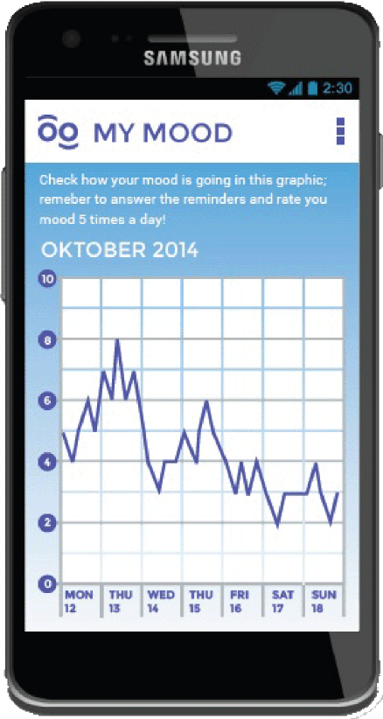 SAMSUNG
2:30
MY MOOD
Check how your mood is going in this graphic;
remeber to answer the reminders and rate you
mood 5 times a day!
OKTOBER 2014
10
8
6
4
2
0
MON THU WED THU FRI SAT SUN
12 13 14 15 16 17 18